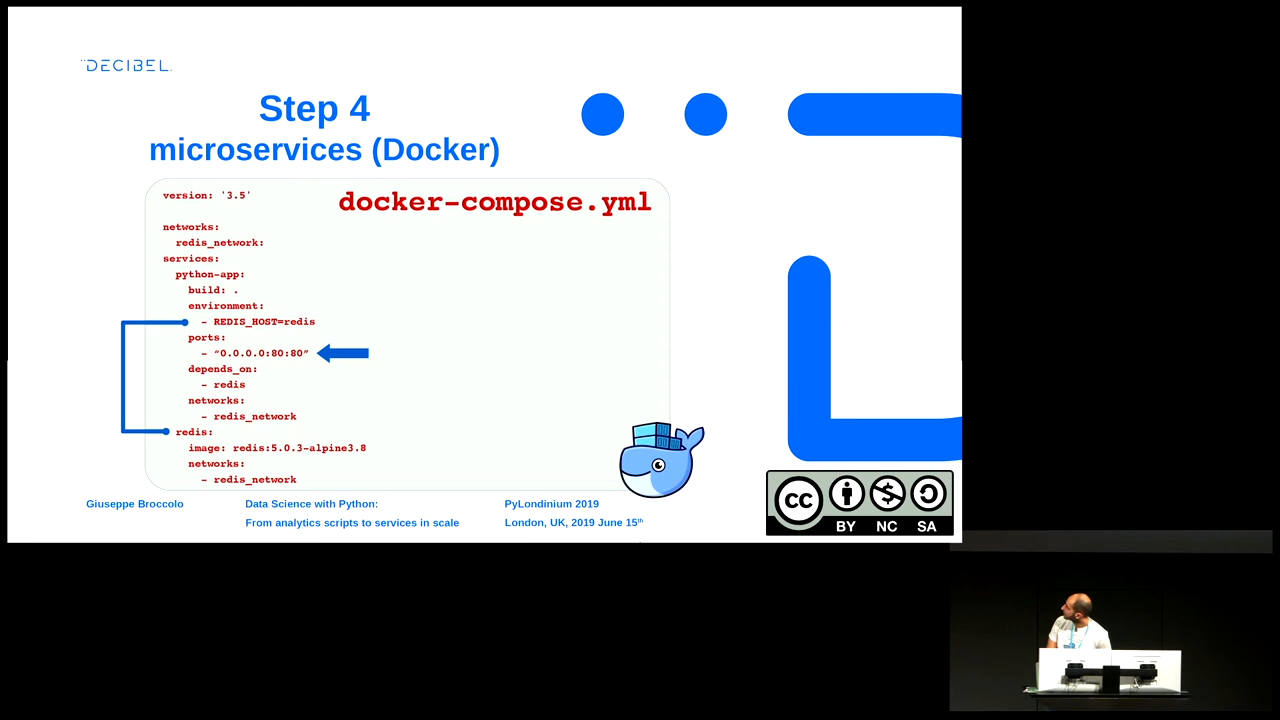 DECIBEL
Step 4
microservices (Docker)
docker-compose.yml
version: '3.5'
networks:
redis_network:
services:
python-app:
build: .
environment:
- REDIS_HOST=redis
ports:
- “0.0.0.0:80:80”
depends_on:
- redis
networks:
- redis_network
redis:
image: redis:5.0.3-alpine3.8
networks:
- redis_network
Giuseppe Broccolo
Data Science with Python:
From analytics scripts to services in scale
PyLondinium 2019
London, UK, 2019 June 15th
cc
BY NC SA